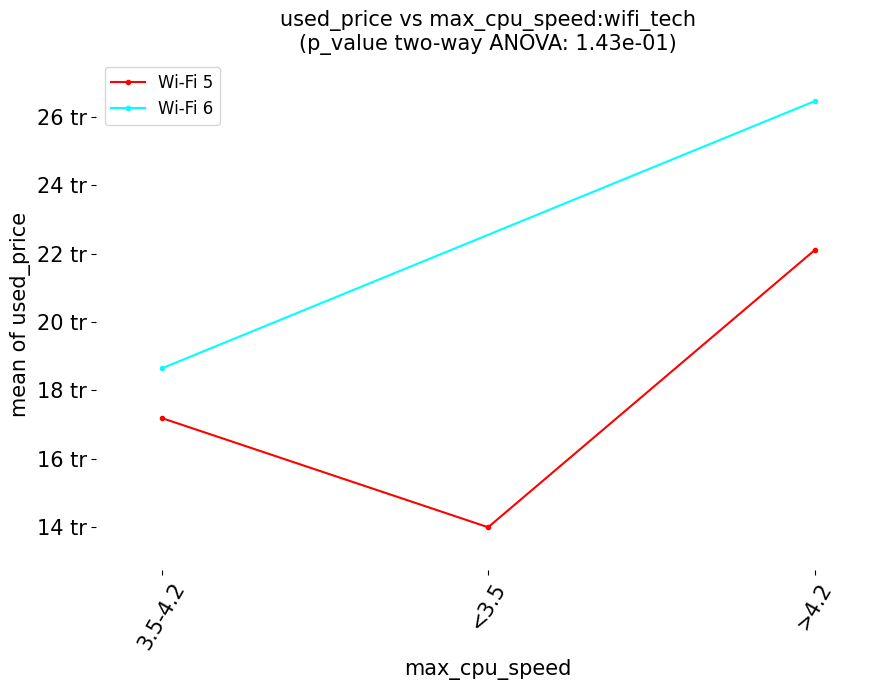 used_price vs max_cpu_speed:wifi_tech
(p_value two-way ANOVA: 1.43e-01)
Wi-Fi 5
Wi-Fi 6
26 tr
24 tr
22 tr
20 tr
18 tr
16 tr
14 tr
mean of used_price
3.5-4.2
<3.5
>4.2
max_cpu_speed